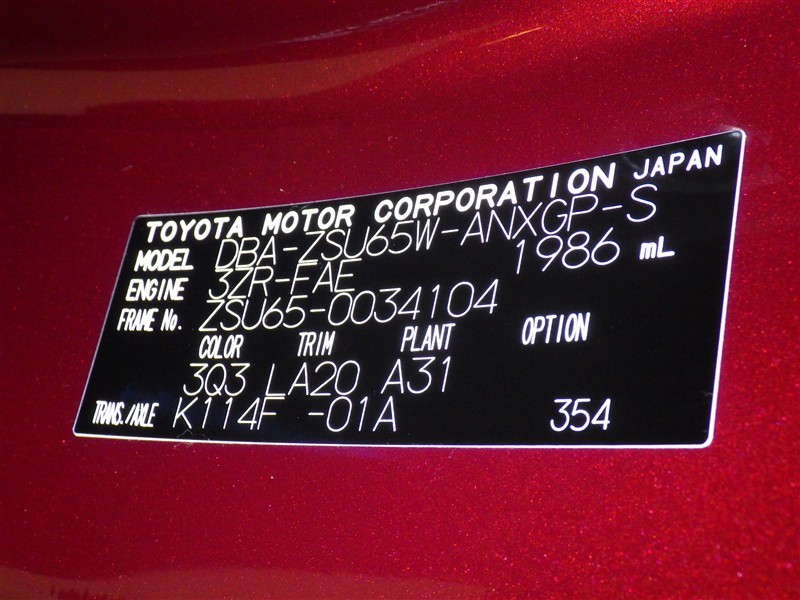 TOYOTA MOTOR CORPORATION JAPAN
MODEL DBA-ZSU65W-ANXGP-S
ENGINE 3ZR-FAE 1986 mL
FRAME No. ZSU65-0034104
COLOR TRIM PLANT OPTION
3Q3 LA20 A31
TRANS./AXLE K114F -01A 354